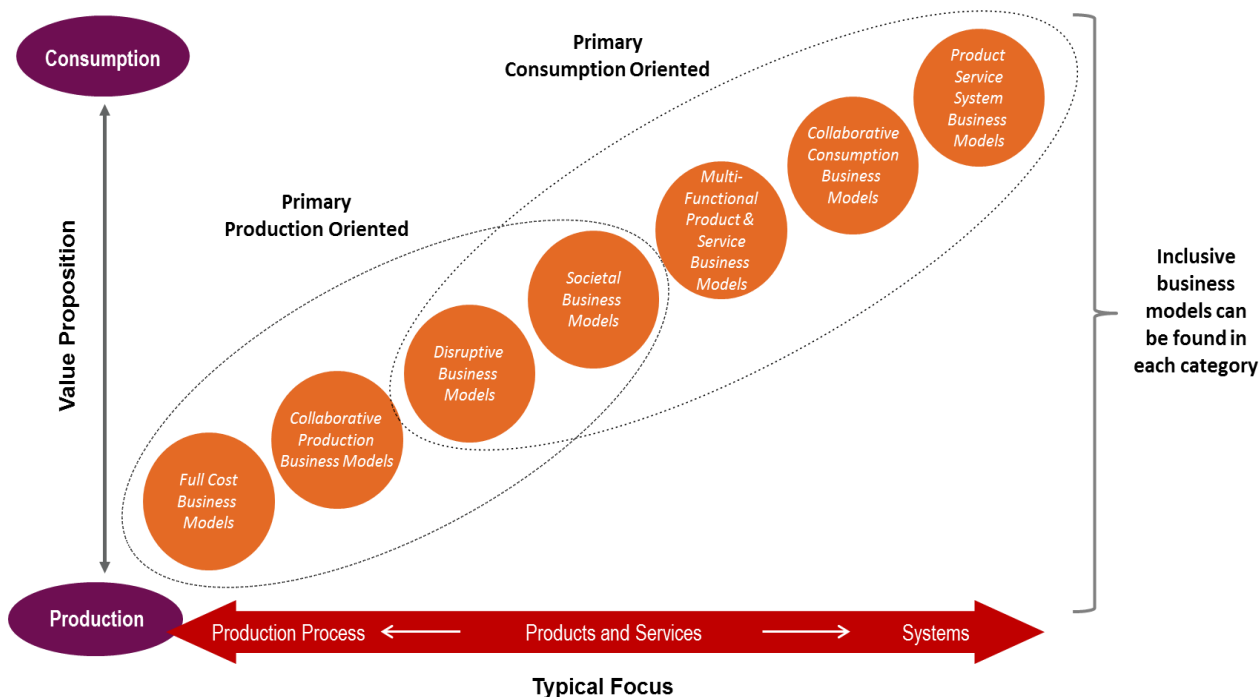 Consumption
Primary
Consumption Oriented
Product
Service
System
Business
Models
Collaborative
Consumption
Business
Models
Multi-
Functional
Product &
Service
Business
Models
Primary
Production Oriented
Societal
Business
Models
Disruptive
Business
Models
Collaborative
Production
Business Models
Full Cost
Business
Models
Value Proposition
Inclusive
business
models can
be found in
each category
Production
Production Process
Products and Services
Systems
Typical Focus